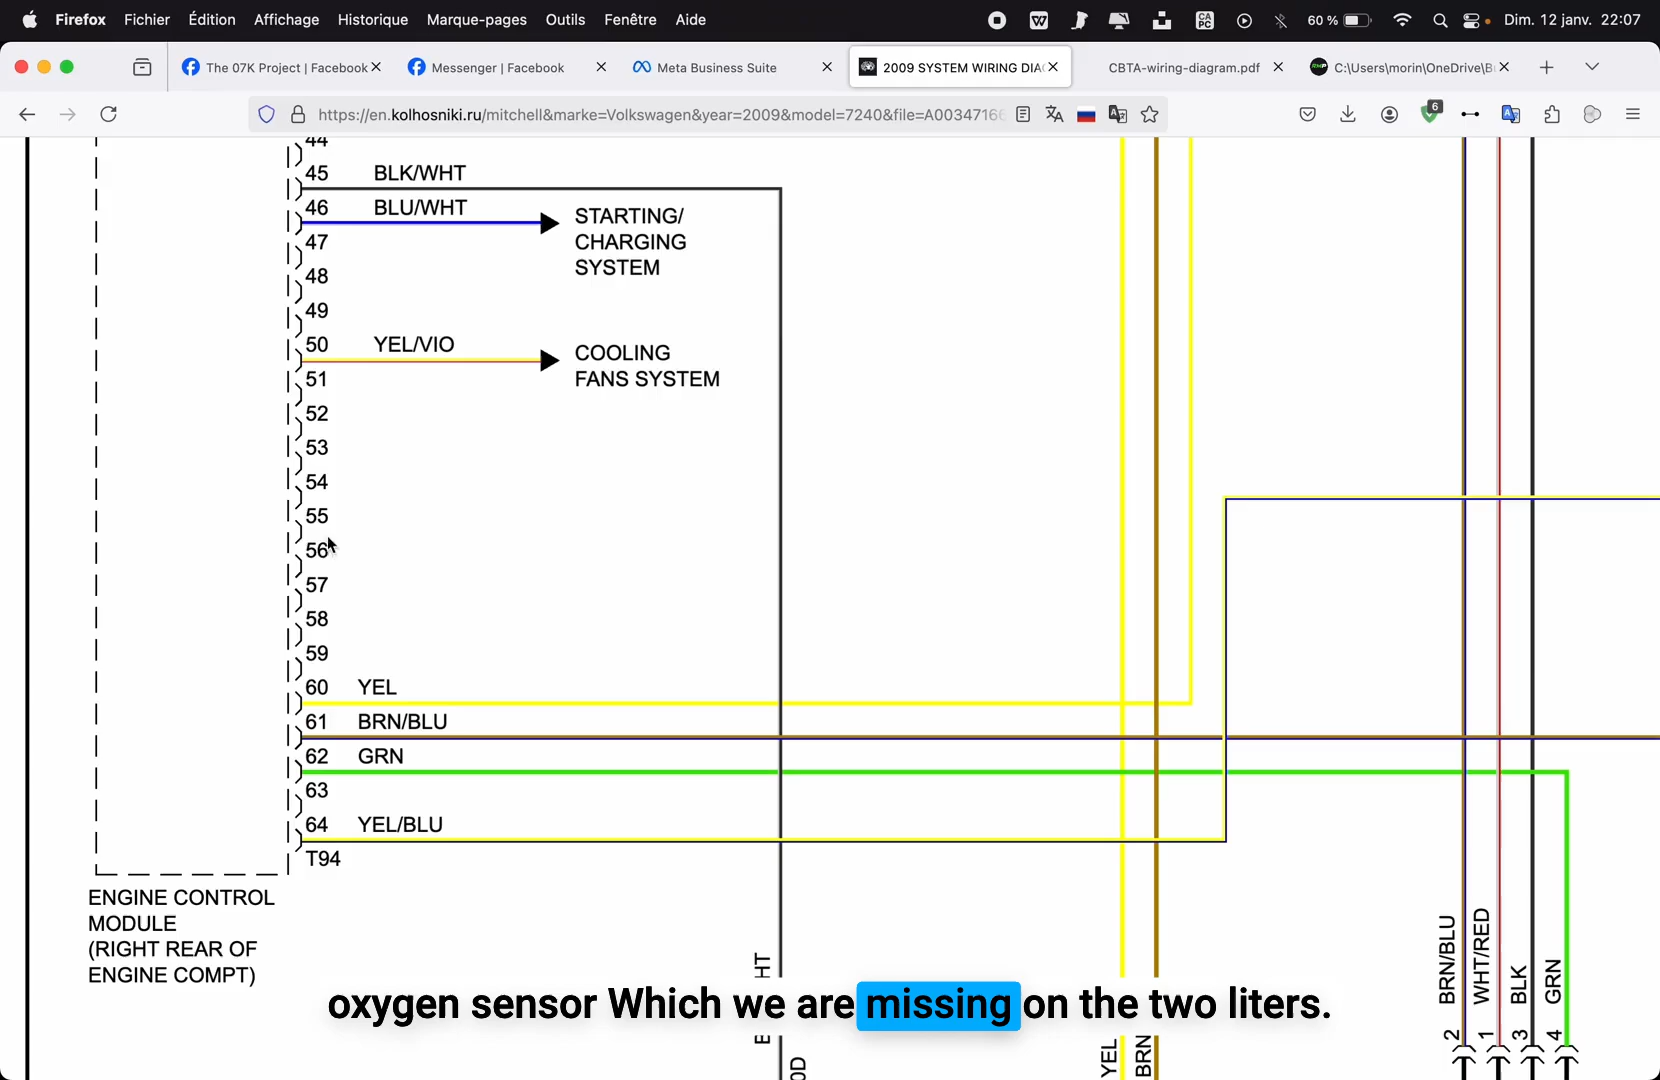 Firefox Fichier Édition Affichage Historique Marque-pages Outils Fenêtre Aide 60 % Dim. 12 janv. 22:07
The 07K Project | Facebook Messenger | Facebook Meta Business Suite 2009 SYSTEM WIRING DIA CBTA-wiring-diagram.pdf C:\Users\morin\OneDrive\B
https://en.kolhosniki.ru/mitchell&marke=Volkswagen&year=2009&model=7240&file=A0034716 6
44
45 BLK/WHT
46 BLU/WHT
STARTING/
CHARGING
SYSTEM
47
48
49
50 YEL/VIO
COOLING
FANS SYSTEM
51
52
53
54
55
56
57
58
59
60 YEL
61 BRN/BLU
62 GRN
63
64 YEL/BLU
T94
ENGINE CONTROL
MODULE
(RIGHT REAR OF
ENGINE COMPT)
HT
0D
YEL
BRN
BRN/BLU
WHT/RED
BLK
GRN
2 1 3 4
oxygen sensor Which we are missing on the two liters.